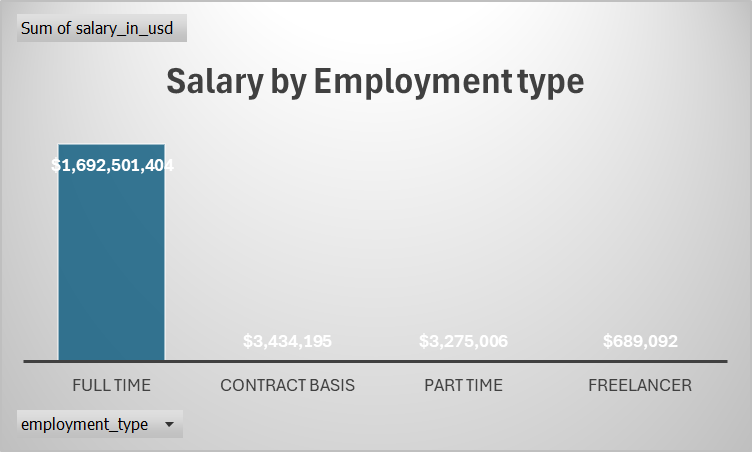 Sum of salary_in_usd
Salary by Employment type
$1,692,501,404
$3,434,195
$3,275,006
$689,092
FULL TIME
CONTRACT BASIS
PART TIME
FREELANCER
employment_type